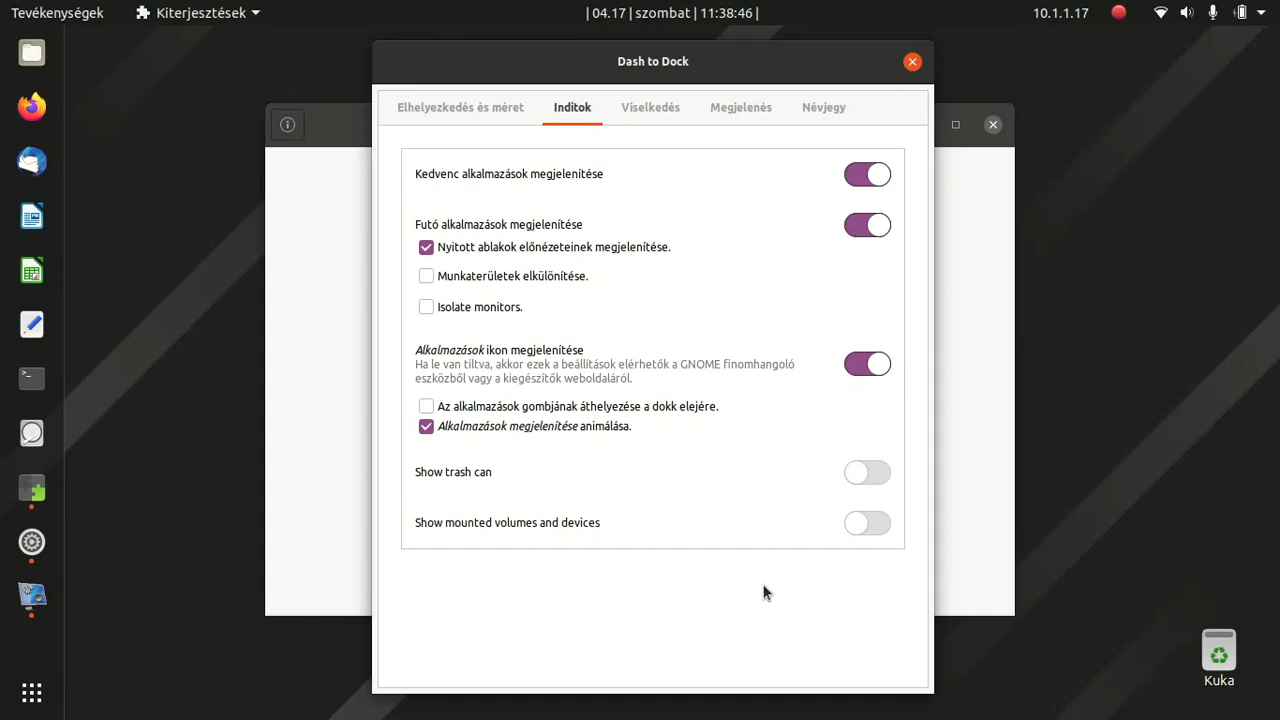 Tevékenységek
Kiterjesztések
| 04.17 | szombat | 11:38:46 |
10.1.1.17
Dash to Dock
Elhelyezkedés és méret
Indítók
Viselkedés
Megjelenés
Névjegy
Kedvenc alkalmazások megjelenítése
Futó alkalmazások megjelenítése
Nyitott ablakok előnézeteinek megjelenítése.
Munkaterületek elkülönítése.
Isolate monitors.
Alkalmazások ikon megjelenítése
Ha le van tiltva, akkor ezek a beállítások elérhetők a GNOME finomhangoló
eszközből vagy a kiegészítők weboldaláról.
Az alkalmazások gombjának áthelyezése a dokk elejére.
Alkalmazások megjelenítése animálása.
Show trash can
Show mounted volumes and devices
Kuka